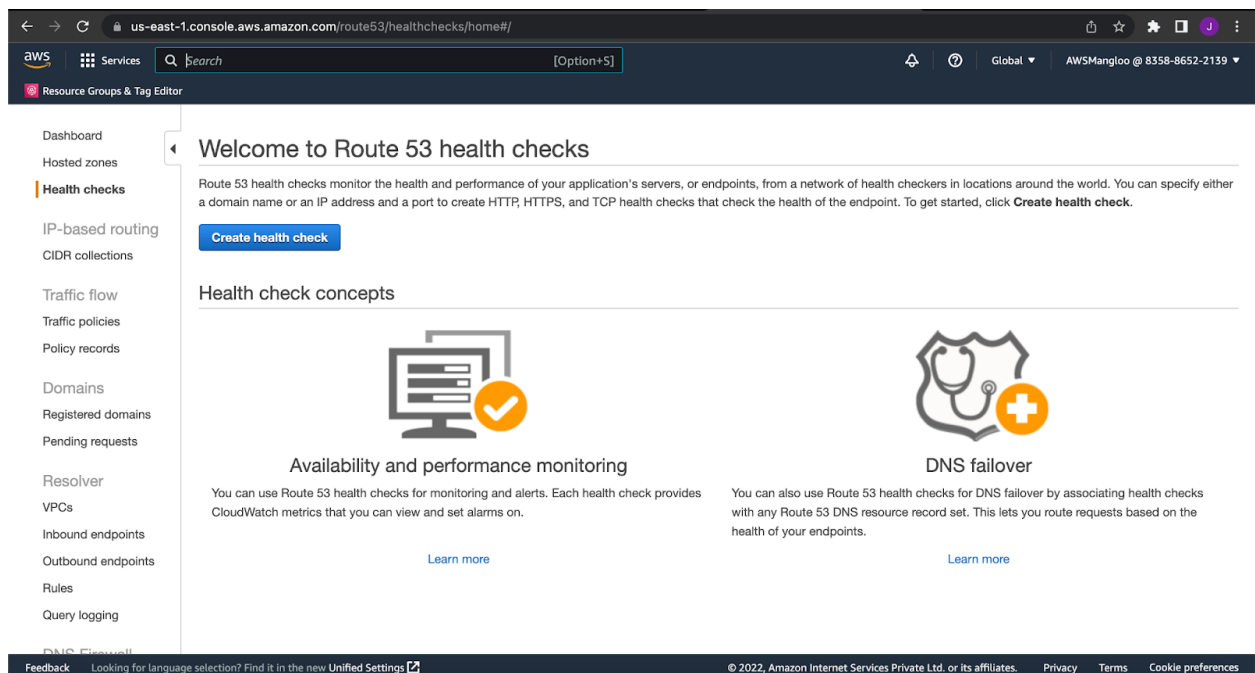 us-east-1.console.aws.amazon.com/route53/healthchecks/home#/
J
aws
Services
Search
[Option+S]
Global ▼
AWSMangloo @ 8358-8652-2139 ▼
Resource Groups & Tag Editor
Dashboard
Hosted zones
Health checks
IP-based routing
CIDR collections
Traffic flow
Traffic policies
Policy records
Domains
Registered domains
Pending requests
Resolver
VPCs
Inbound endpoints
Outbound endpoints
Rules
Query logging
DNS Firewall
Welcome to Route 53 health checks
Route 53 health checks monitor the health and performance of your application's servers, or endpoints, from a network of health checkers in locations around the world. You can specify either
a domain name or an IP address and a port to create HTTP, HTTPS, and TCP health checks that check the health of the endpoint. To get started, click Create health check.
Create health check
Health check concepts
Availability and performance monitoring
You can use Route 53 health checks for monitoring and alerts. Each health check provides
CloudWatch metrics that you can view and set alarms on.
Learn more
DNS failover
You can also use Route 53 health checks for DNS failover by associating health checks
with any Route 53 DNS resource record set. This lets you route requests based on the
health of your endpoints.
Learn more
Feedback
Looking for language selection? Find it in the new Unified Settings
© 2022, Amazon Internet Services Private Ltd. or its affiliates.
Privacy
Terms
Cookie preferences